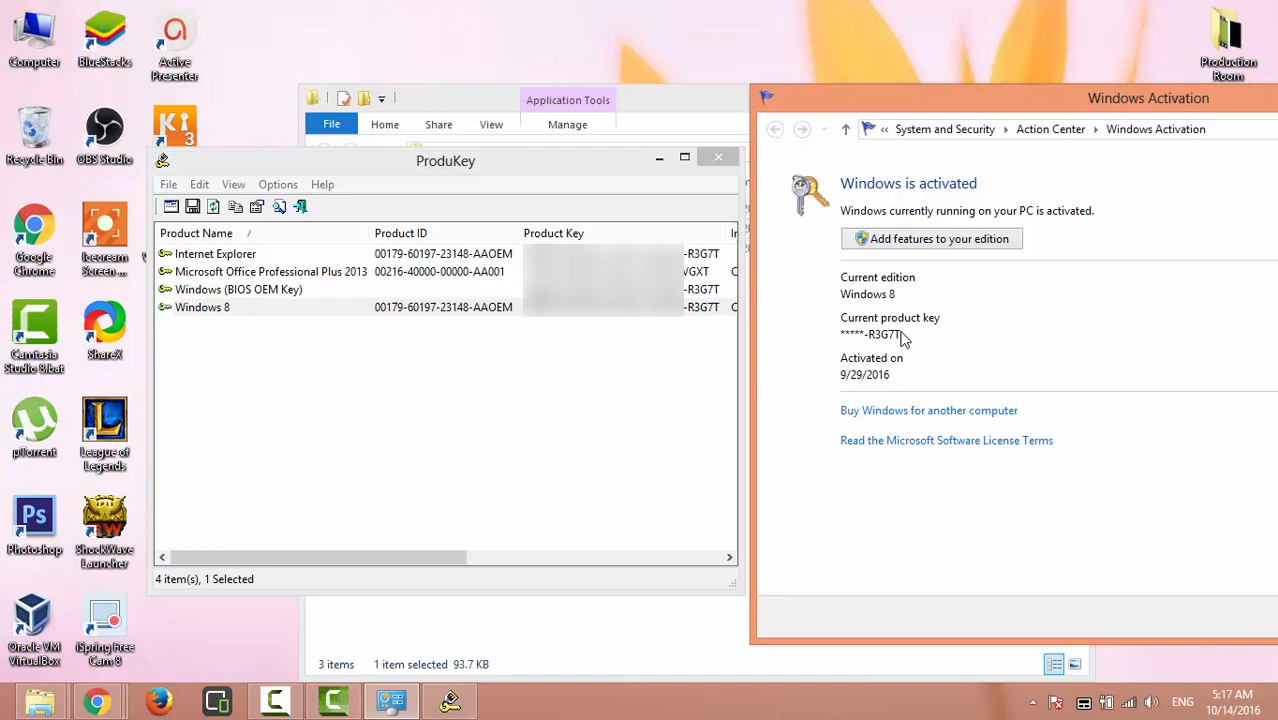 Computer
BlueStacks
Active
Presenter
Production
Room
Recycle Bin
OBS Studio
Ki
3
Google
Chrome
Icecream
Screen ...
Camtasia
Studio 8.bat
ShareX
µTorrent
League of
Legends
Ps
Photoshop
ShockWave
Launcher
Oracle VM
VirtualBox
iSpring Free
Cam 8
Application Tools
File
Home
Share
View
Manage
ProduKey
File
Edit
View
Options
Help
Product Name
Product ID
Product Key
In
Internet Explorer
00179-60197-23148-AAOEM
-R3G7T
Microsoft Office Professional Plus 2013
00216-40000-00000-AA001
VGXT
C
Windows (BIOS OEM Key)
-R3G7T
Windows 8
00179-60197-23148-AAOEM
-R3G7T
C
4 item(s), 1 Selected
3 items
1 item selected 93.7 KB
Windows Activation
System and Security
Action Center
Windows Activation
Windows is activated
Windows currently running on your PC is activated.
Add features to your edition
Current edition
Windows 8
Current product key
*****-R3G7T
Activated on
9/29/2016
Buy Windows for another computer
Read the Microsoft Software License Terms
ENG
5:17 AM
10/14/2016